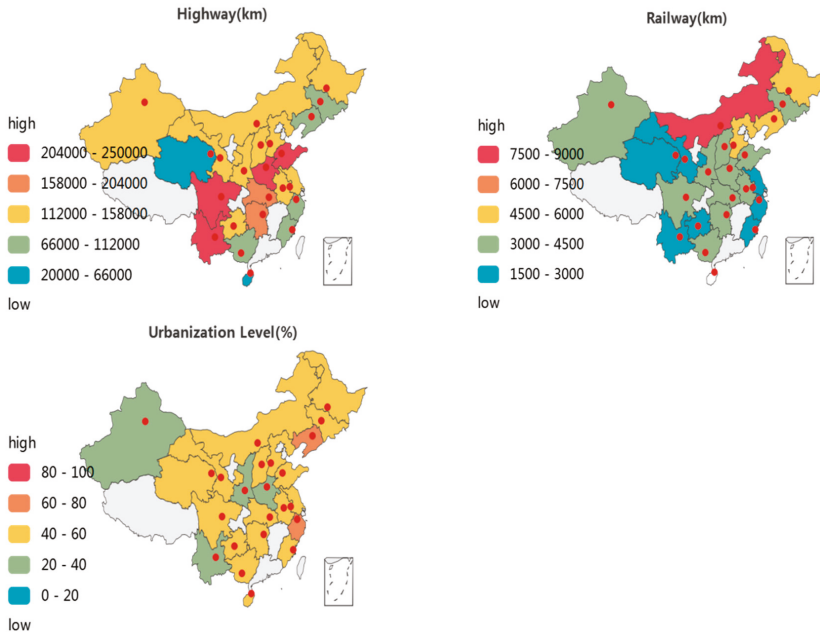 Highway(km)
high
204000 - 250000
158000 - 204000
112000 - 158000
66000 - 112000
20000 - 66000
low
Railway(km)
high
7500 - 9000
6000 - 7500
4500 - 6000
3000 - 4500
1500 - 3000
low
Urbanization Level(%)
high
80 - 100
60 - 80
40 - 60
20 - 40
0 - 20
low